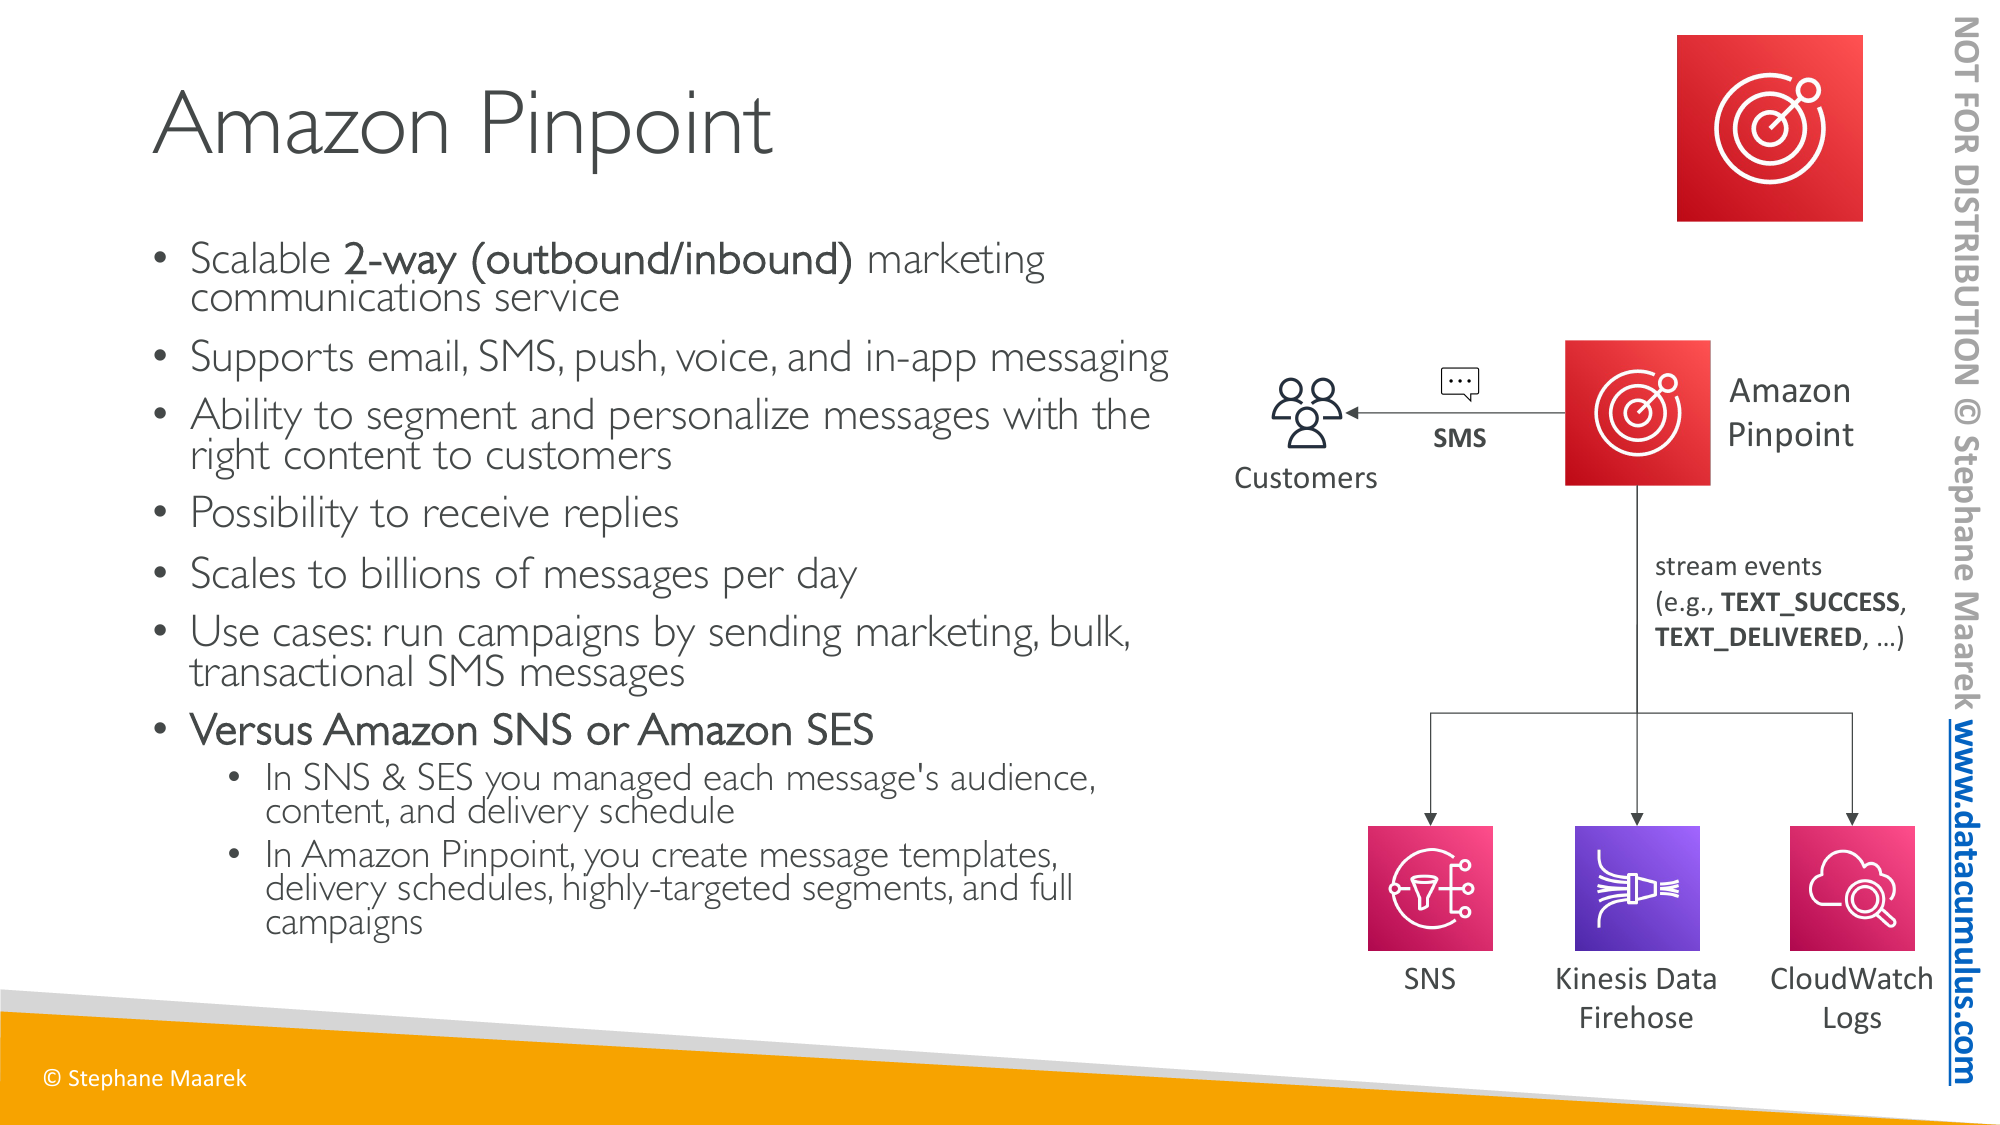 Amazon Pinpoint
• Scalable 2-way (outbound/inbound) marketing
communications service
• Supports email, SMS, push, voice, and in-app messaging
• Ability to segment and personalize messages with the
right content to customers
• Possibility to receive replies
• Scales to billions of messages per day
• Use cases: run campaigns by sending marketing, bulk,
transactional SMS messages
• Versus Amazon SNS or Amazon SES
• In SNS & SES you managed each message's audience,
content, and delivery schedule
• In Amazon Pinpoint, you create message templates,
delivery schedules, highly-targeted segments, and full
campaigns
Customers
SMS
Amazon
Pinpoint
stream events
(e.g., TEXT_SUCCESS,
TEXT_DELIVERED, …)
SNS
Kinesis Data
Firehose
CloudWatch
Logs
© Stephane Maarek
NOT FOR DISTRIBUTION © Stephane Maarek www.datacumulus.com